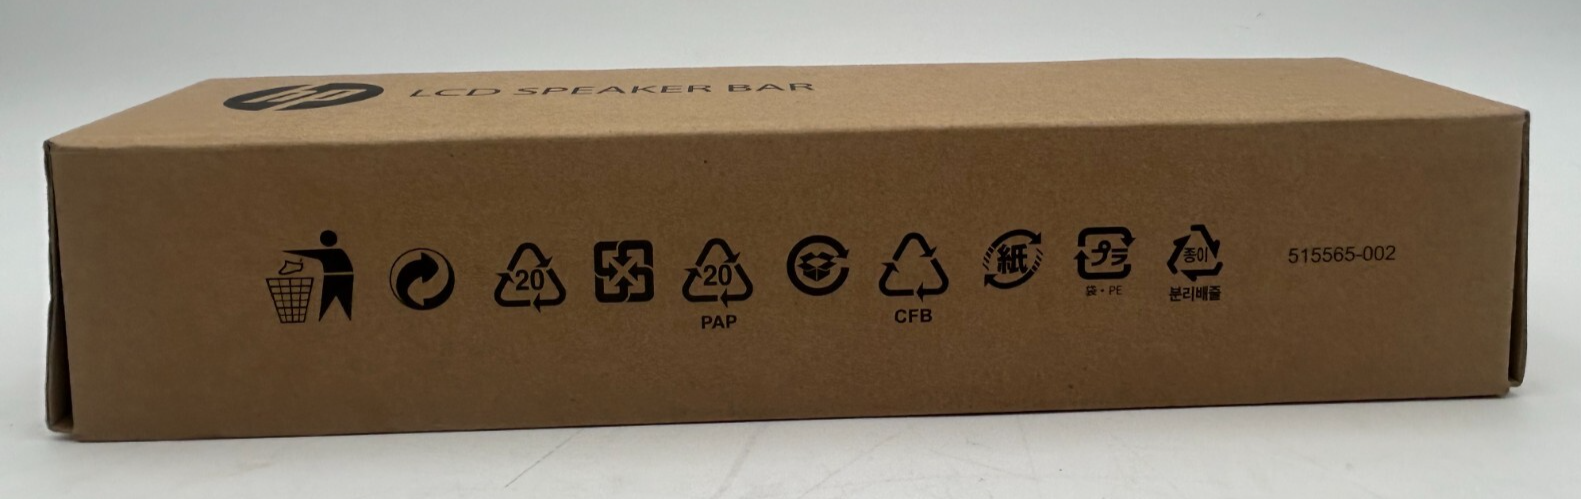 hp LCD SPEAKER BAR
20
20
PAP
CFB
紙
プラ
袋・PE
종이
분리배출
515565-002